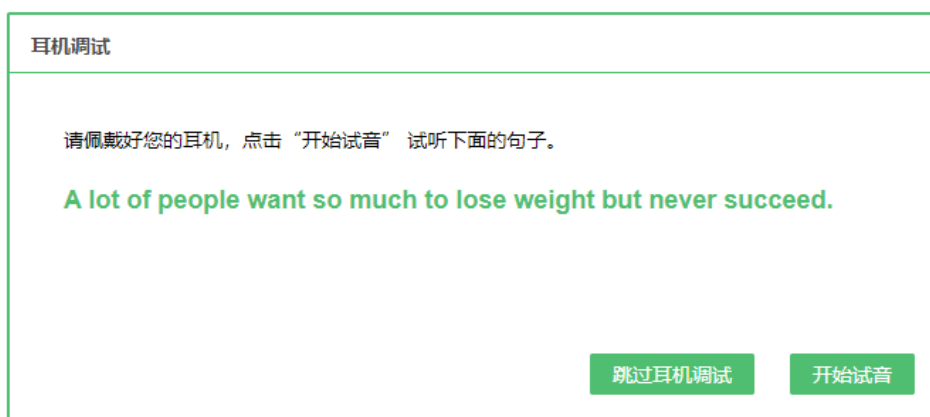 耳机调试
请佩戴好您的耳机，点击“开始试音” 试听下面的句子。
A lot of people want so much to lose weight but never succeed.
跳过耳机调试
开始试音